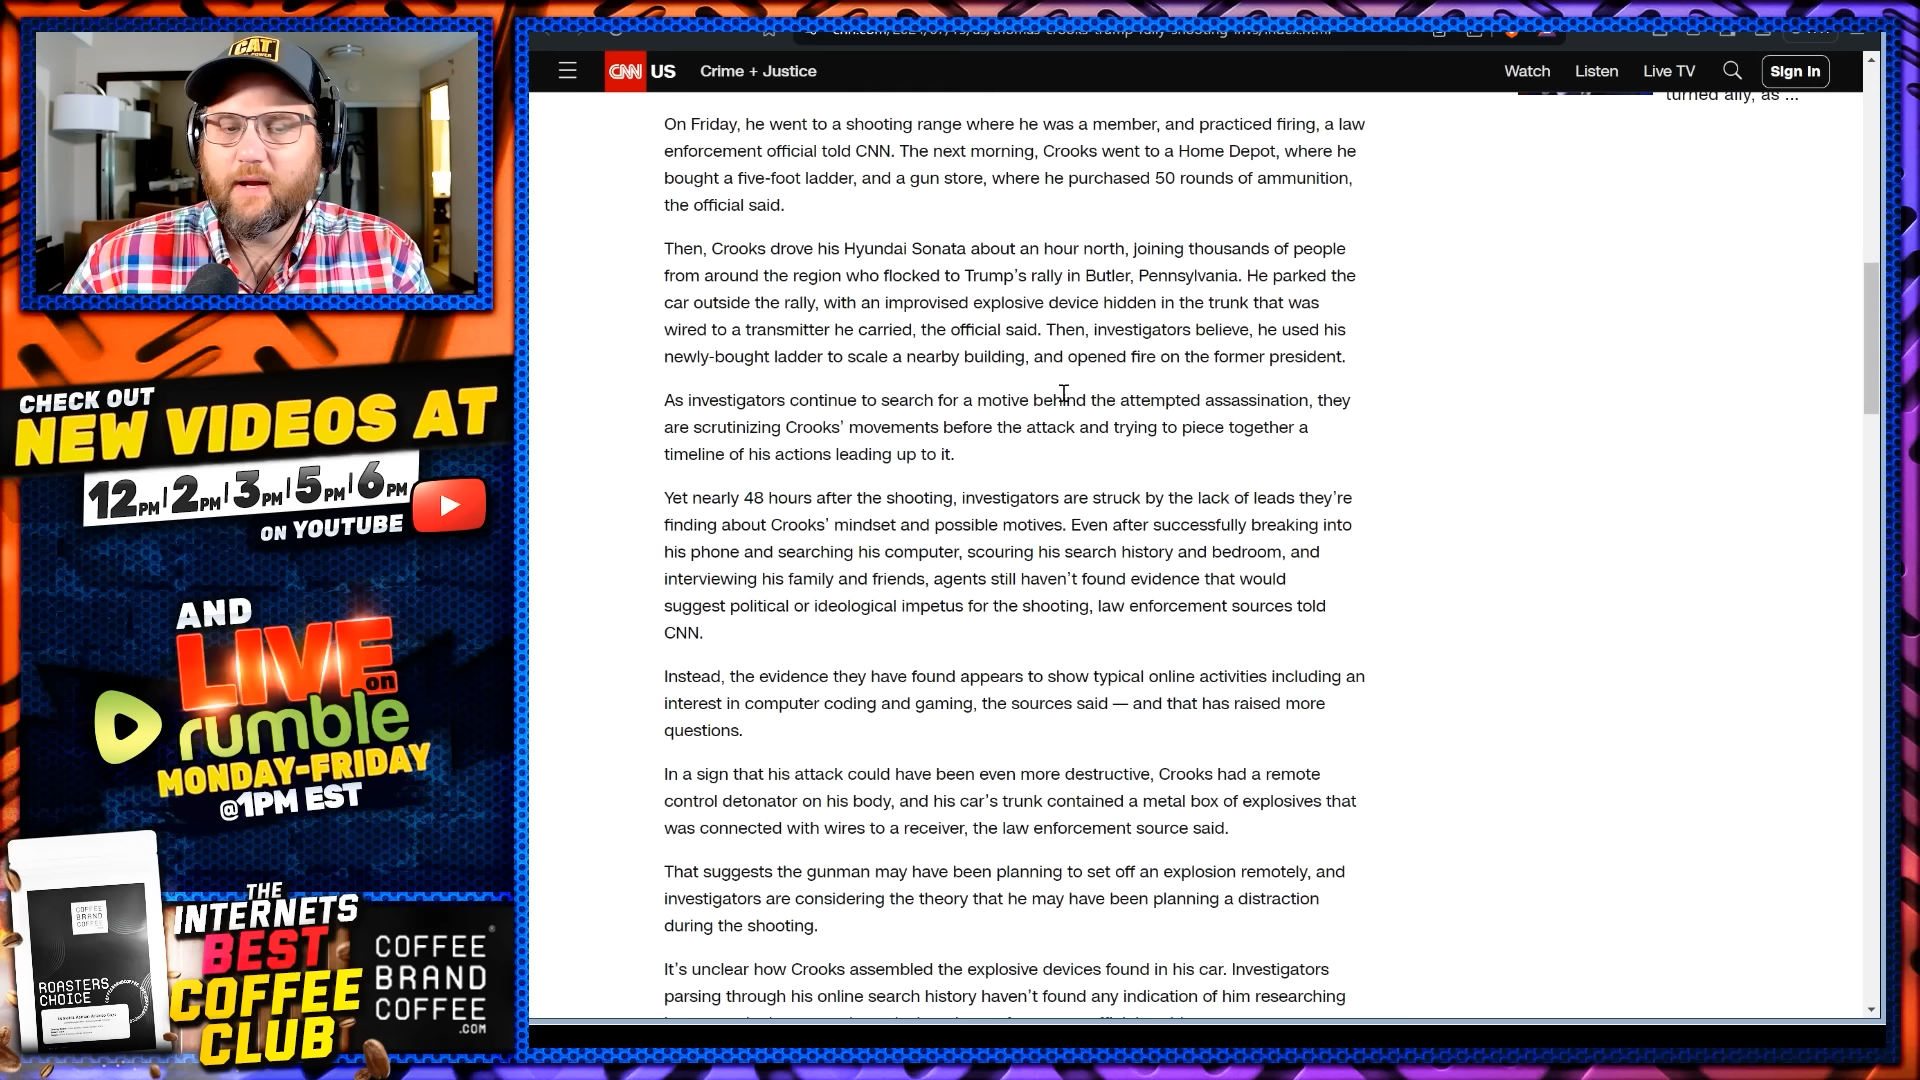 CAT
CHECK OUT
NEW VIDEOS AT
12PM | 2PM | 3PM | 5PM | 6PM
ON YOUTUBE
AND
LIVE
on
rumble
MONDAY-FRIDAY
@1PM EST
COFFEE
BRAND
COFFEE
ROASTERS
CHOICE
THE
INTERNETS
BEST
COFFEE
CLUB
COFFEE
BRAND
COFFEE
.COM
CNN US Crime + Justice Watch Listen Live TV Sign In
turned ally, as ...
On Friday, he went to a shooting range where he was a member, and practiced firing, a law
enforcement official told CNN. The next morning, Crooks went to a Home Depot, where he
bought a five-foot ladder, and a gun store, where he purchased 50 rounds of ammunition,
the official said.
Then, Crooks drove his Hyundai Sonata about an hour north, joining thousands of people
from around the region who flocked to Trump's rally in Butler, Pennsylvania. He parked the
car outside the rally, with an improvised explosive device hidden in the trunk that was
wired to a transmitter he carried, the official said. Then, investigators believe, he used his
newly-bought ladder to scale a nearby building, and opened fire on the former president.
As investigators continue to search for a motive behind the attempted assassination, they
are scrutinizing Crooks' movements before the attack and trying to piece together a
timeline of his actions leading up to it.
Yet nearly 48 hours after the shooting, investigators are struck by the lack of leads they're
finding about Crooks' mindset and possible motives. Even after successfully breaking into
his phone and searching his computer, scouring his search history and bedroom, and
interviewing his family and friends, agents still haven't found evidence that would
suggest political or ideological impetus for the shooting, law enforcement sources told
CNN.
Instead, the evidence they have found appears to show typical online activities including an
interest in computer coding and gaming, the sources said — and that has raised more
questions.
In a sign that his attack could have been even more destructive, Crooks had a remote
control detonator on his body, and his car's trunk contained a metal box of explosives that
was connected with wires to a receiver, the law enforcement source said.
That suggests the gunman may have been planning to set off an explosion remotely, and
investigators are considering the theory that he may have been planning a distraction
during the shooting.
It's unclear how Crooks assembled the explosive devices found in his car. Investigators
parsing through his online search history haven't found any indication of him researching